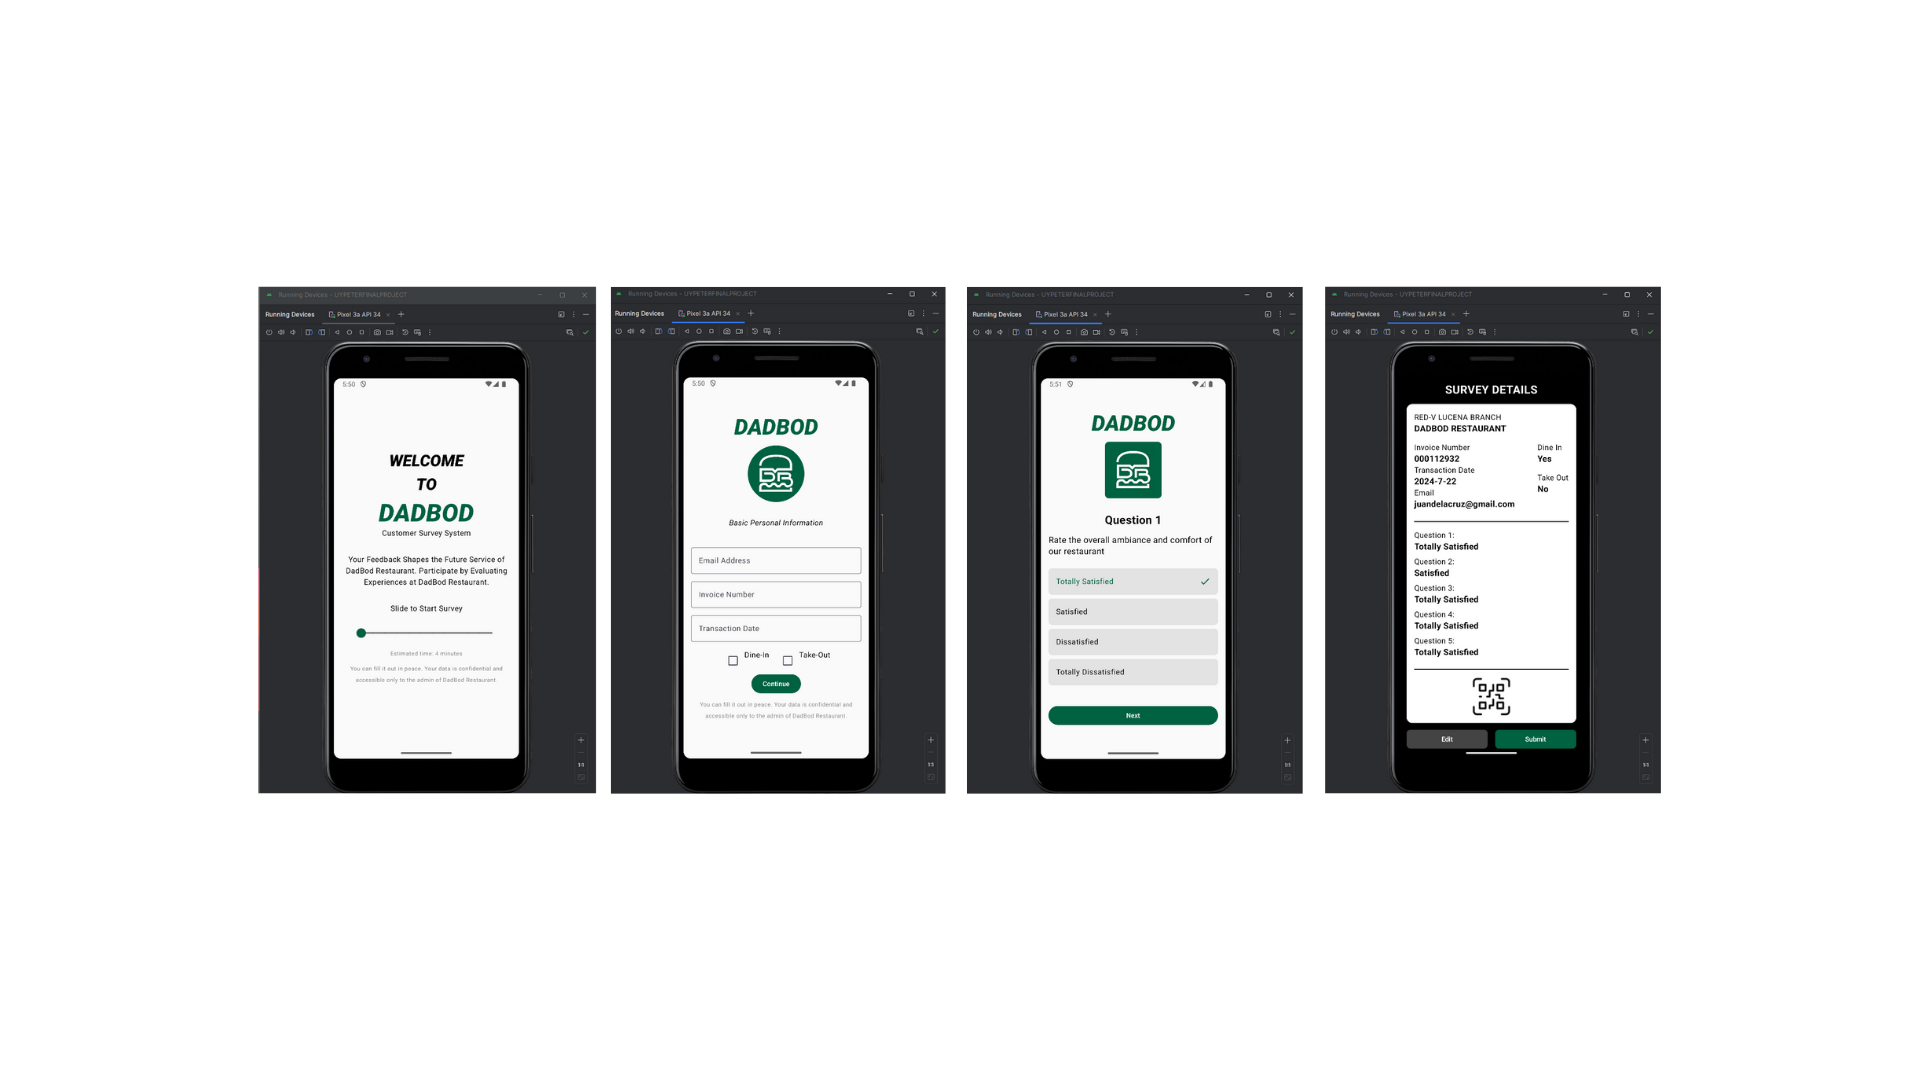 Running Devices - UYPETERFINALPROJECT
Running Devices
Pixel 3a API 34
5:50
WELCOME
TO
DADBOD
Customer Survey System
Your Feedback Shapes the Future Service of
DadBod Restaurant. Participate by Evaluating
Experiences at DadBod Restaurant.
Slide to Start Survey
Estimated time: 4 minutes
You can fill it out in peace. Your data is confidential and
accessible only to the admin of DadBod Restaurant.
1:1
Running Devices - UYPETERFINALPROJECT
Running Devices
Pixel 3a API 34
5:50
DADBOD
DB
Basic Personal Information
Email Address
Invoice Number
Transaction Date
Dine-In
Take-Out
Continue
You can fill it out in peace. Your data is confidential and
accessible only to the admin of DadBod Restaurant.
1:1
Running Devices - UYPETERFINALPROJECT
Running Devices
Pixel 3a API 34
5:51
DADBOD
DB
Question 1
Rate the overall ambiance and comfort of
our restaurant
Totally Satisfied
Satisfied
Dissatisfied
Totally Dissatisfied
Next
1:1
Running Devices - UYPETERFINALPROJECT
Running Devices
Pixel 3a API 34
SURVEY DETAILS
RED-V LUCENA BRANCH
DADBOD RESTAURANT
Invoice Number
000112932
Dine In
Yes
Transaction Date
2024-7-22
Take Out
No
Email
juandelacruz@gmail.com
Question 1:
Totally Satisfied
Question 2:
Satisfied
Question 3:
Totally Satisfied
Question 4:
Totally Satisfied
Question 5:
Totally Satisfied
Edit
Submit
1:1